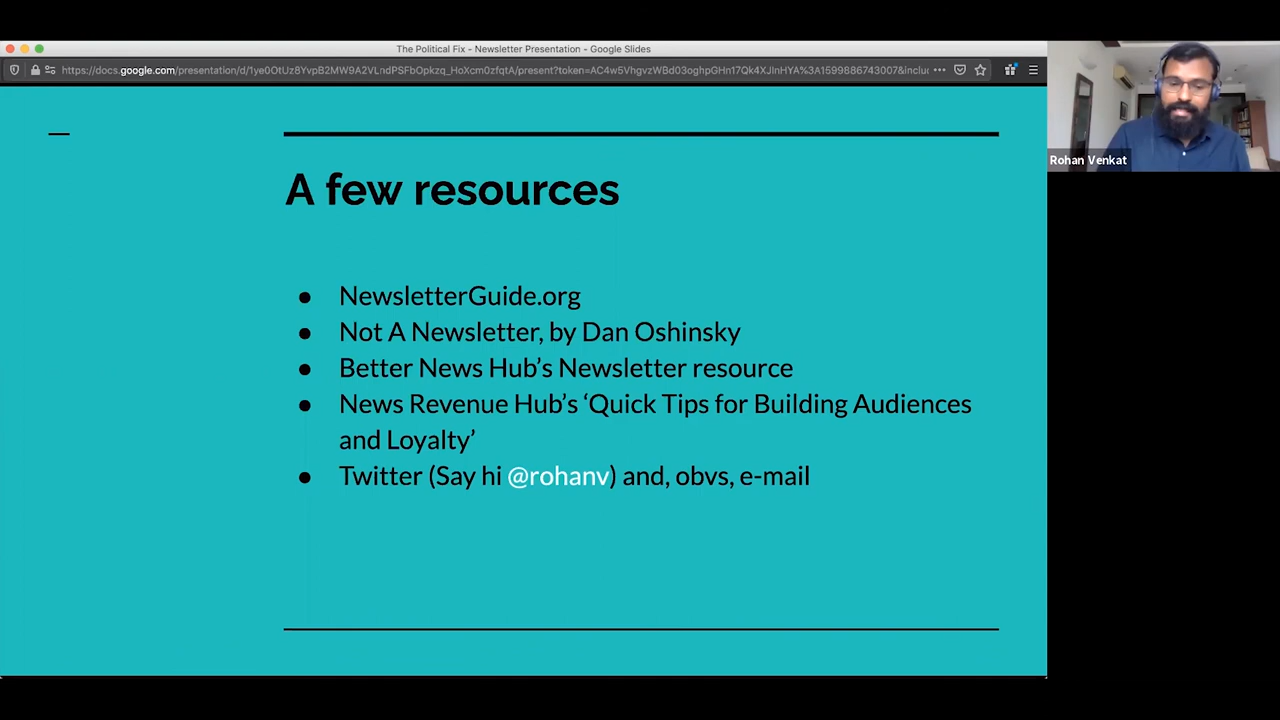 The Political Fix - Newsletter Presentation - Google Slides
Rohan Venkat
A few resources
● NewsletterGuide.org
● Not A Newsletter, by Dan Oshinsky
● Better News Hub’s Newsletter resource
● News Revenue Hub’s ‘Quick Tips for Building Audiences
and Loyalty’
● Twitter (Say hi @rohanv) and, obvs, e-mail